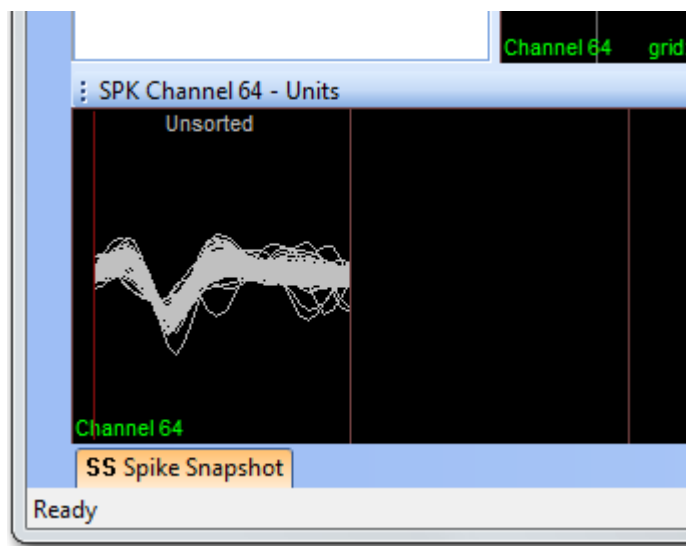 Channel 64 grid
SPK Channel 64 - Units
Unsorted
Channel 64
SS Spike Snapshot
Ready